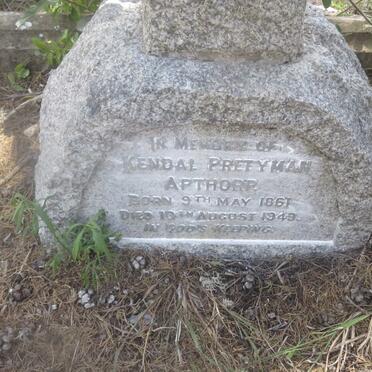 IN MEMORY OF
KENDAL PRETYMAN
APTHORP
BORN 9TH MAY 1861
DIED 19TH AUGUST 1949.
IN GOD'S KEEPING.